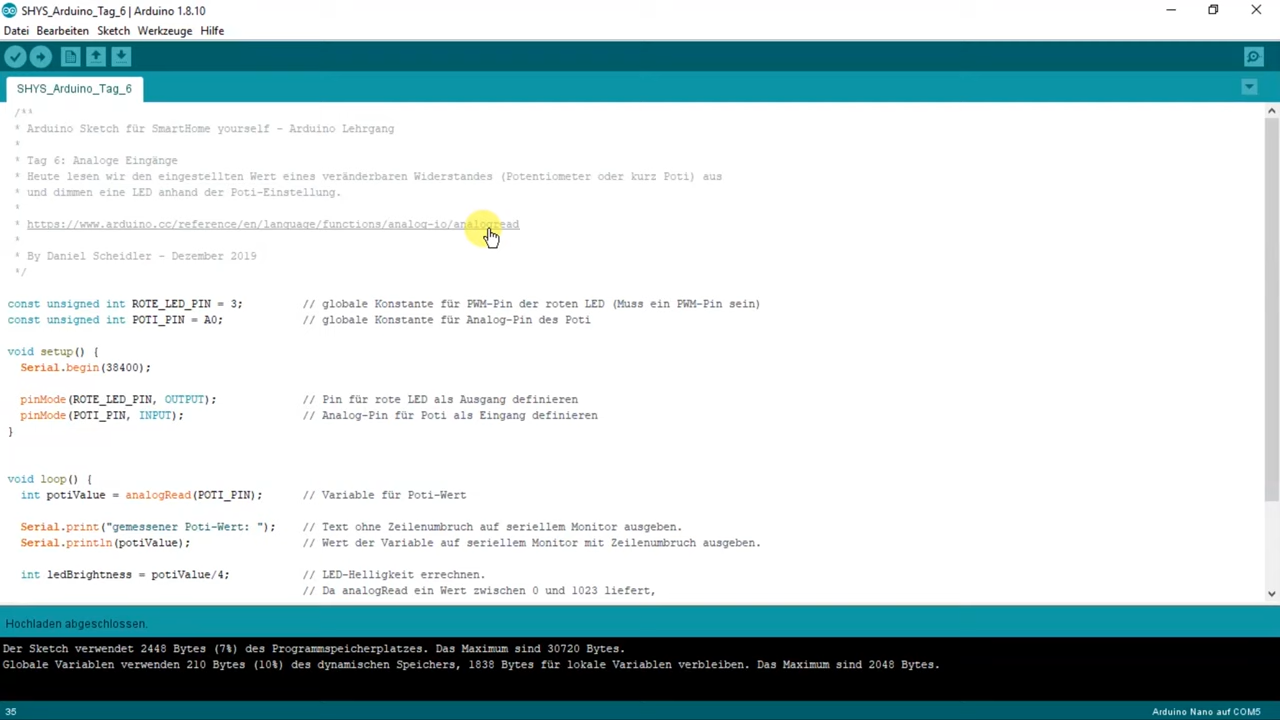 SHYS_Arduino_Tag_6 | Arduino 1.8.10
Datei Bearbeiten Sketch Werkzeuge Hilfe
SHYS_Arduino_Tag_6
/**
* Arduino Sketch für SmartHome yourself - Arduino Lehrgang
*
* Tag 6: Analoge Eingänge
* Heute lesen wir den eingestellten Wert eines veränderbaren Widerstandes (Potentiometer oder kurz Poti) aus
* und dimmen eine LED anhand der Poti-Einstellung.
*
* https://www.arduino.cc/reference/en/language/functions/analog-io/analogread
*
* By Daniel Scheidler - Dezember 2019
*/
const unsigned int ROTE_LED_PIN = 3; // globale Konstante für PWM-Pin der roten LED (Muss ein PWM-Pin sein)
const unsigned int POTI_PIN = A0; // globale Konstante für Analog-Pin des Poti
void setup() {
Serial.begin(38400);
pinMode(ROTE_LED_PIN, OUTPUT); // Pin für rote LED als Ausgang definieren
pinMode(POTI_PIN, INPUT); // Analog-Pin für Poti als Eingang definieren
}
void loop() {
int potiValue = analogRead(POTI_PIN); // Variable für Poti-Wert
Serial.print("gemessener Poti-Wert: "); // Text ohne Zeilenumbruch auf seriellem Monitor ausgeben.
Serial.println(potiValue); // Wert der Variable auf seriellem Monitor mit Zeilenumbruch ausgeben.
int ledBrightness = potiValue/4; // LED-Helligkeit errechnen.
// Da analogRead ein Wert zwischen 0 und 1023 liefert,
Hochladen abgeschlossen.
Der Sketch verwendet 2448 Bytes (7%) des Programmspeicherplatzes. Das Maximum sind 30720 Bytes.
Globale Variablen verwenden 210 Bytes (10%) des dynamischen Speichers, 1838 Bytes für lokale Variablen verbleiben. Das Maximum sind 2048 Bytes.
35 Arduino Nano auf COM5